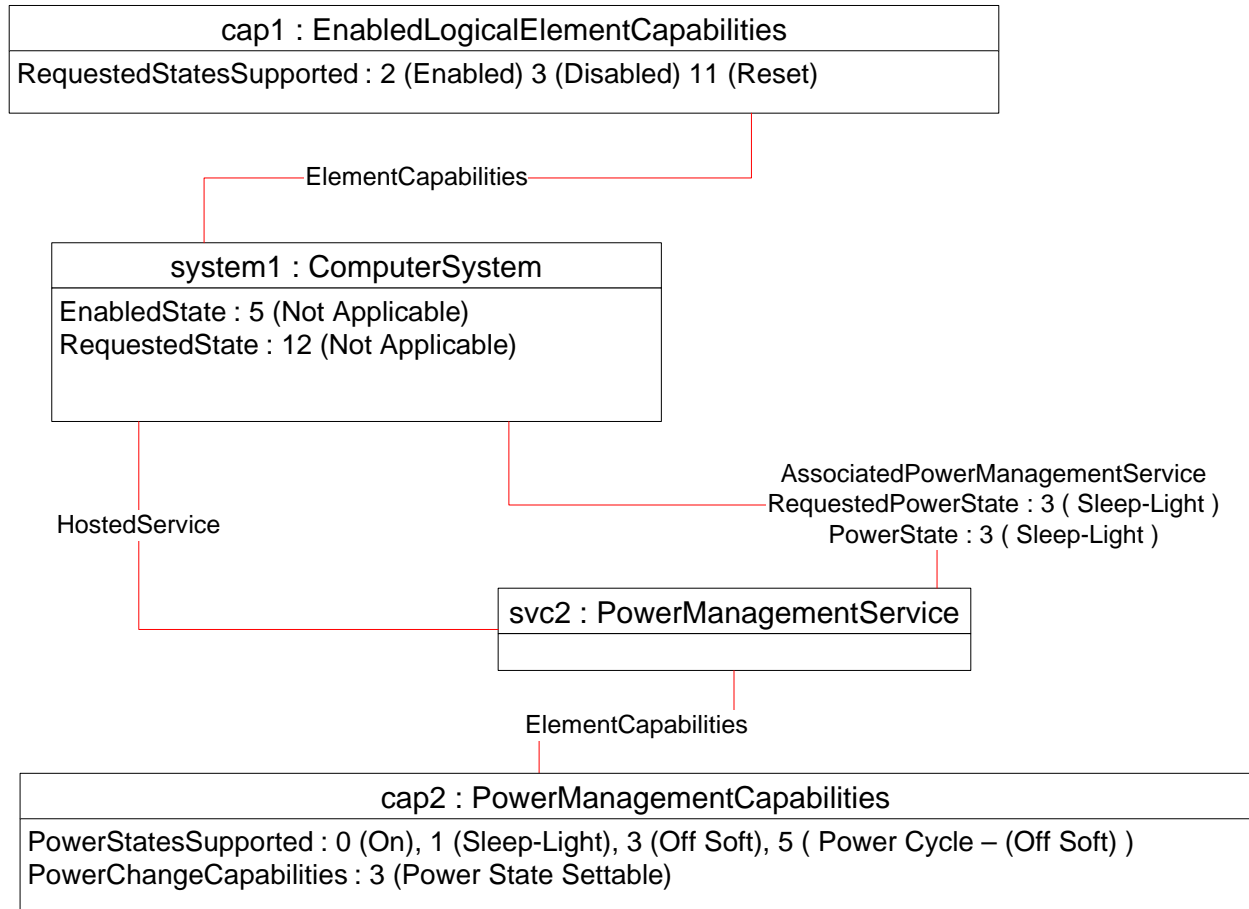 cap1 : EnabledLogicalElementCapabilities
RequestedStatesSupported : 2 (Enabled) 3 (Disabled) 11 (Reset)
ElementCapabilities
system1 : ComputerSystem
EnabledState : 5 (Not Applicable)
RequestedState : 12 (Not Applicable)
AssociatedPowerManagementService
RequestedPowerState : 3 ( Sleep-Light )
PowerState : 3 ( Sleep-Light )
HostedService
svc2 : PowerManagementService
ElementCapabilities
cap2 : PowerManagementCapabilities
PowerStatesSupported : 0 (On), 1 (Sleep-Light), 3 (Off Soft), 5 ( Power Cycle – (Off Soft) )
PowerChangeCapabilities : 3 (Power State Settable)